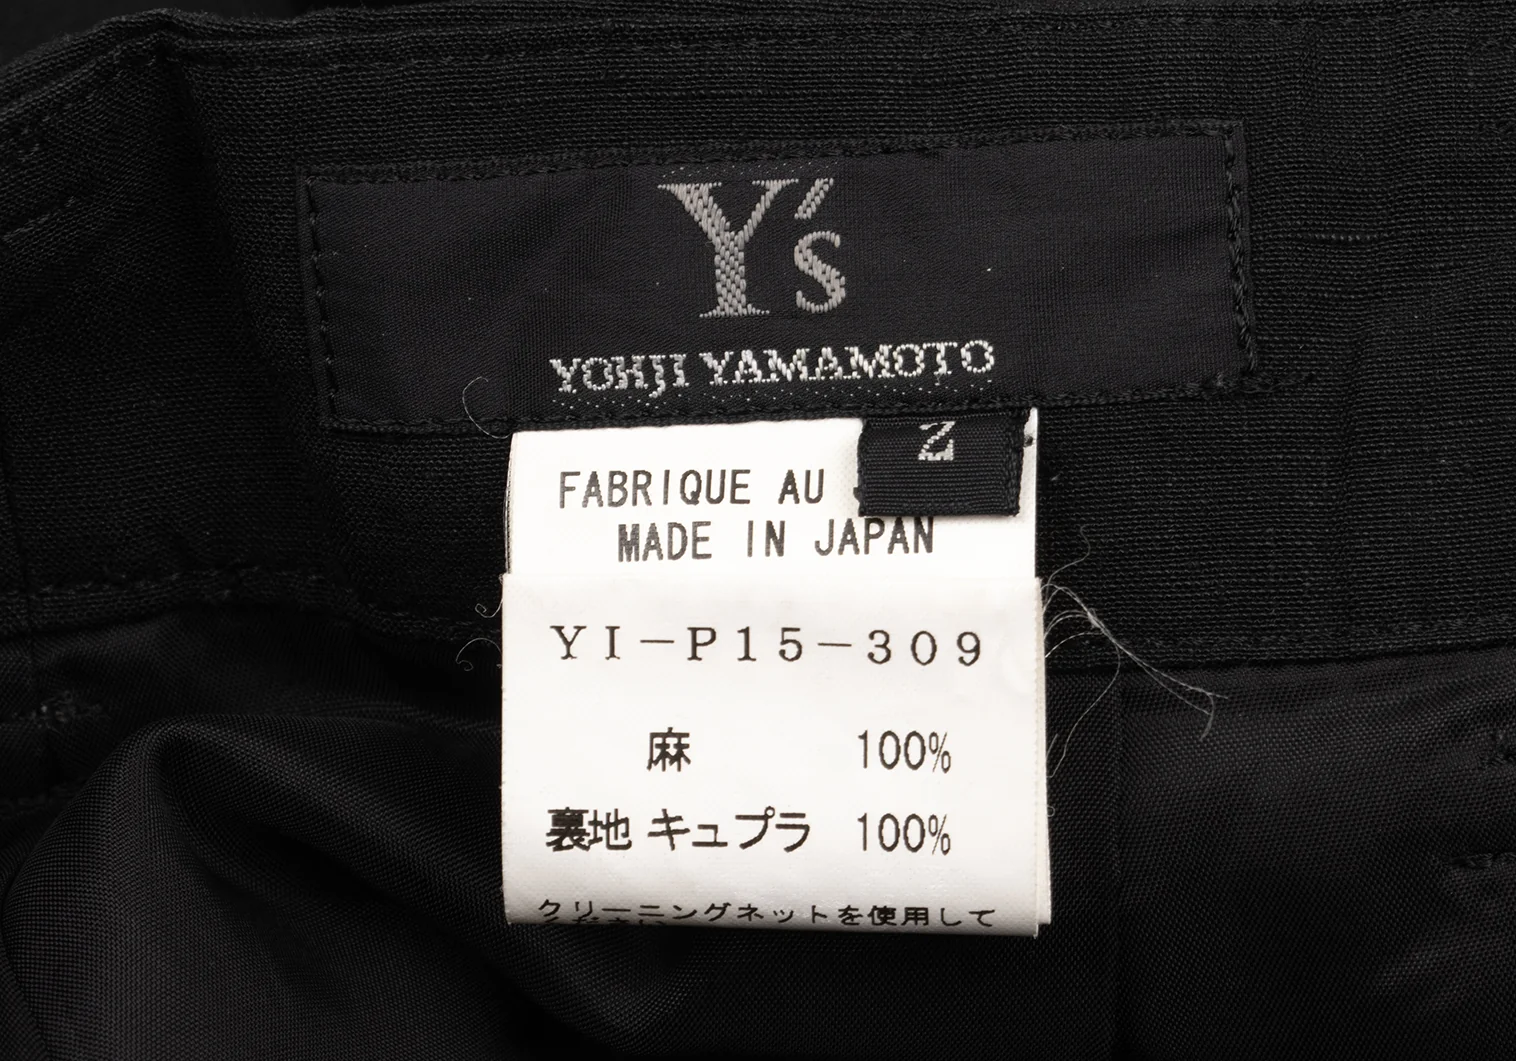 Y's
YOHJI YAMAMOTO
FABRIQUE AU
MADE IN JAPAN
YI-P15-309
麻 100%
裏地 キュプラ 100%
クリーニングネットを使用して